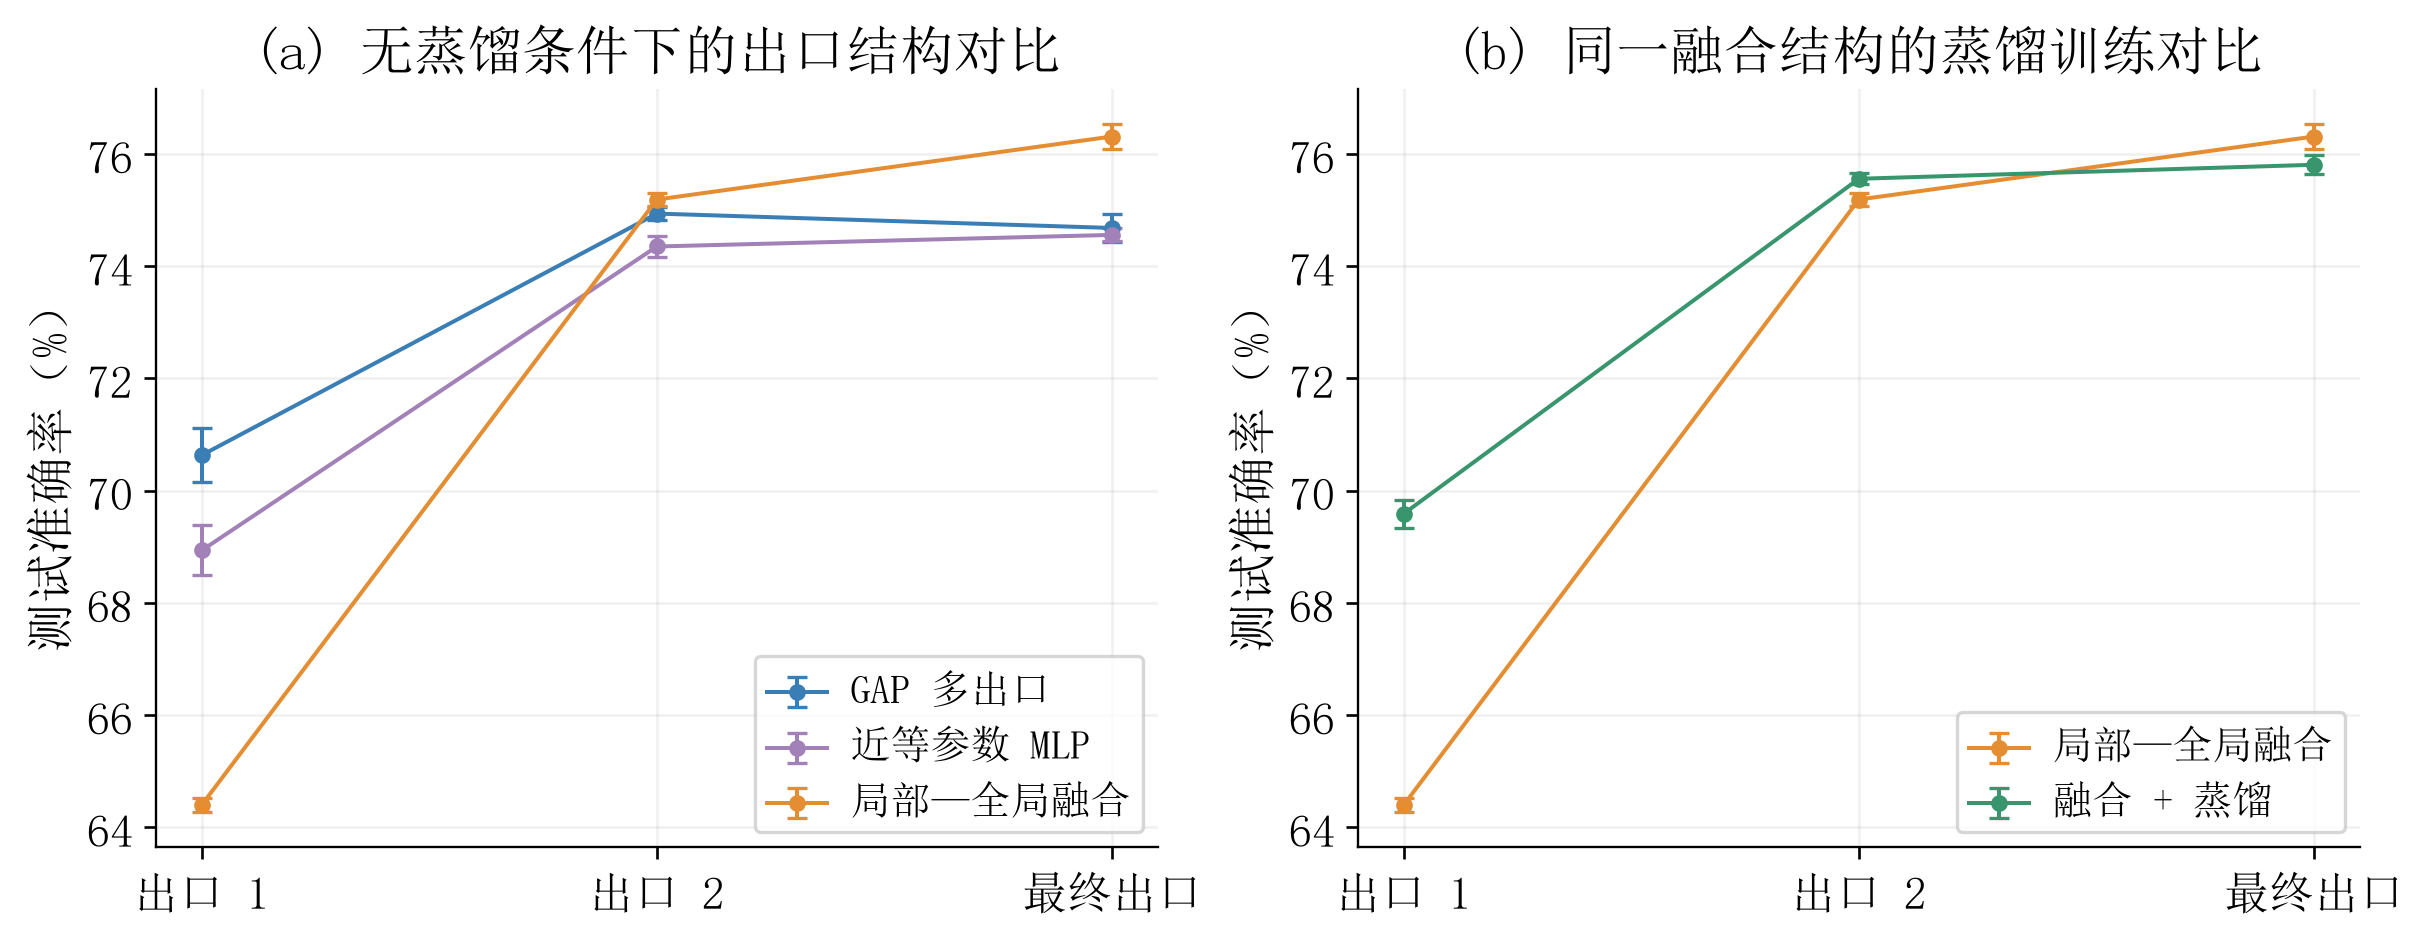 (a) 无蒸馏条件下的出口结构对比
测试准确率（%）
76
74
72
70
68
66
64
出口 1
出口 2
最终出口
GAP 多出口
近等参数 MLP
局部—全局融合
(b) 同一融合结构的蒸馏训练对比
测试准确率（%）
76
74
72
70
68
66
64
出口 1
出口 2
最终出口
局部—全局融合
融合 + 蒸馏